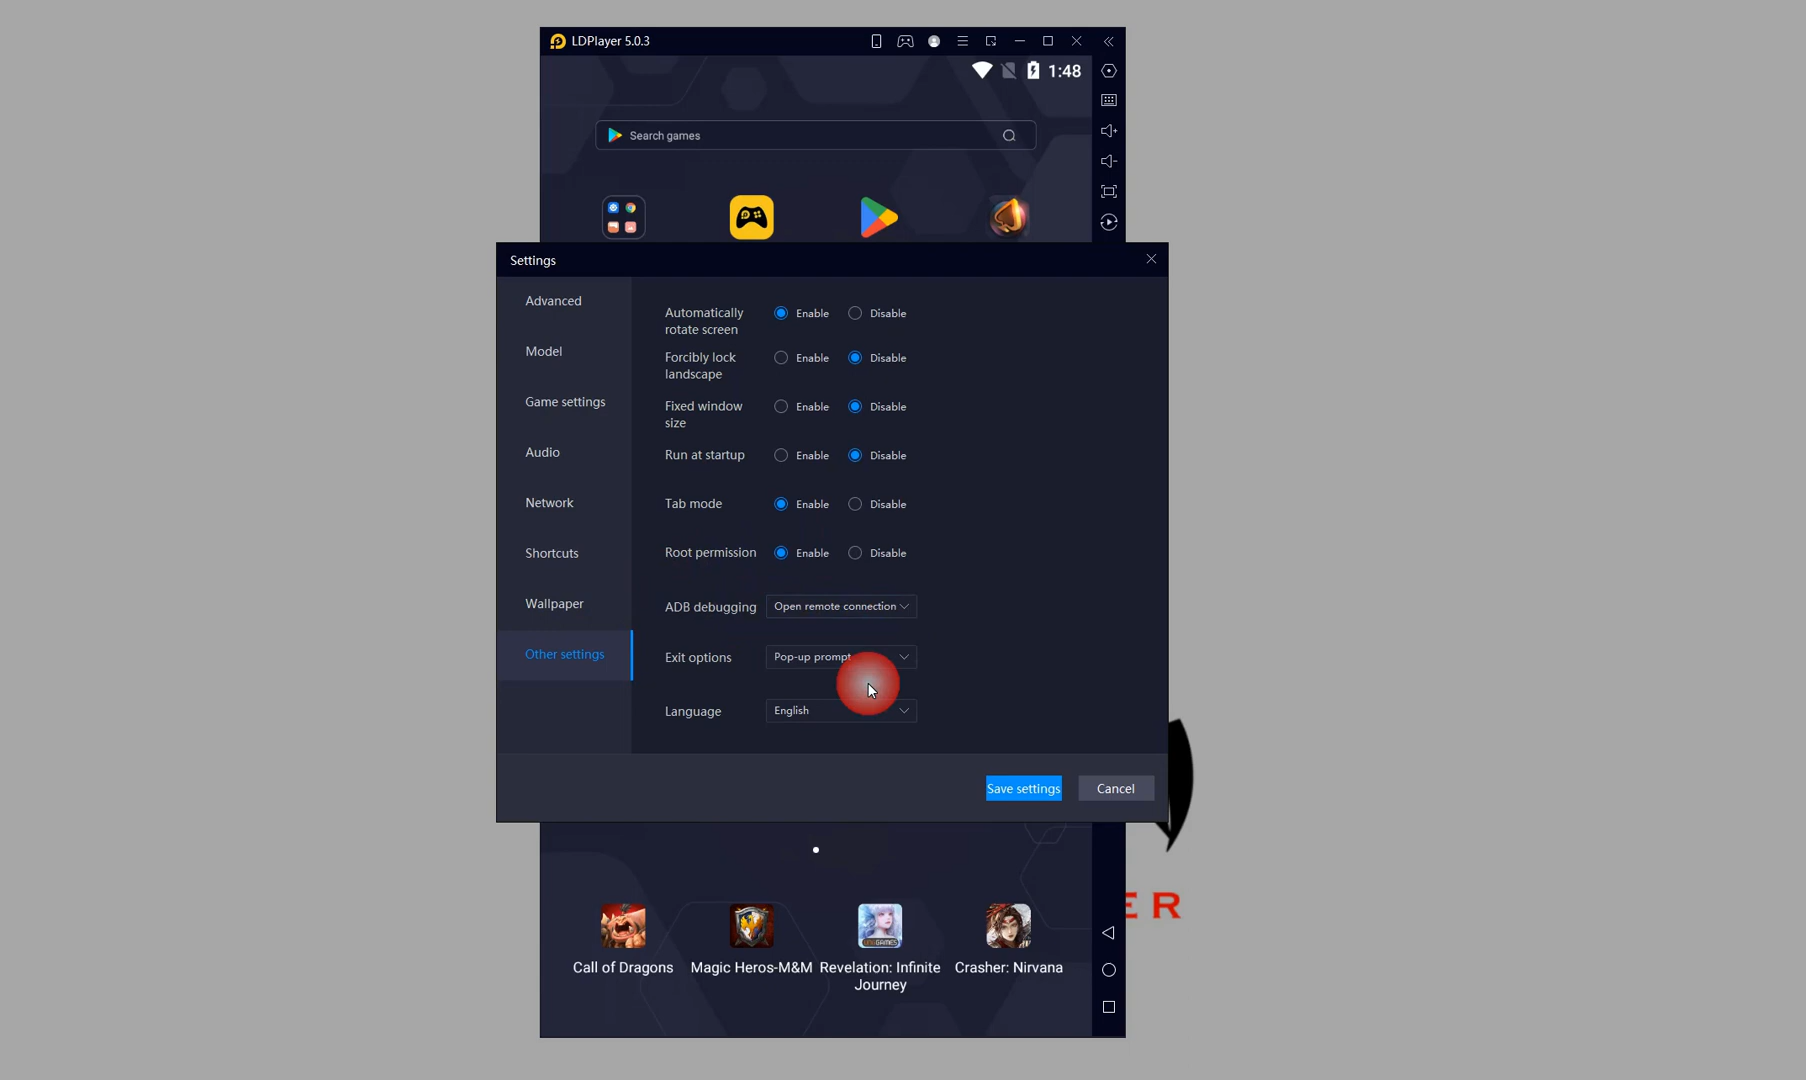 LDPlayer 5.0.3
1:48
Search games
Settings
Advanced
Model
Game settings
Audio
Network
Shortcuts
Wallpaper
Other settings
Automatically
rotate screen
Enable
Disable
Forcibly lock
landscape
Enable
Disable
Fixed window
size
Enable
Disable
Run at startup
Enable
Disable
Tab mode
Enable
Disable
Root permission
Enable
Disable
ADB debugging
Open remote connection
Exit options
Pop-up prompt
Language
English
Save settings
Cancel
ER
Call of Dragons
Magic Heros-M&M
Revelation: Infinite
Journey
Crasher: Nirvana